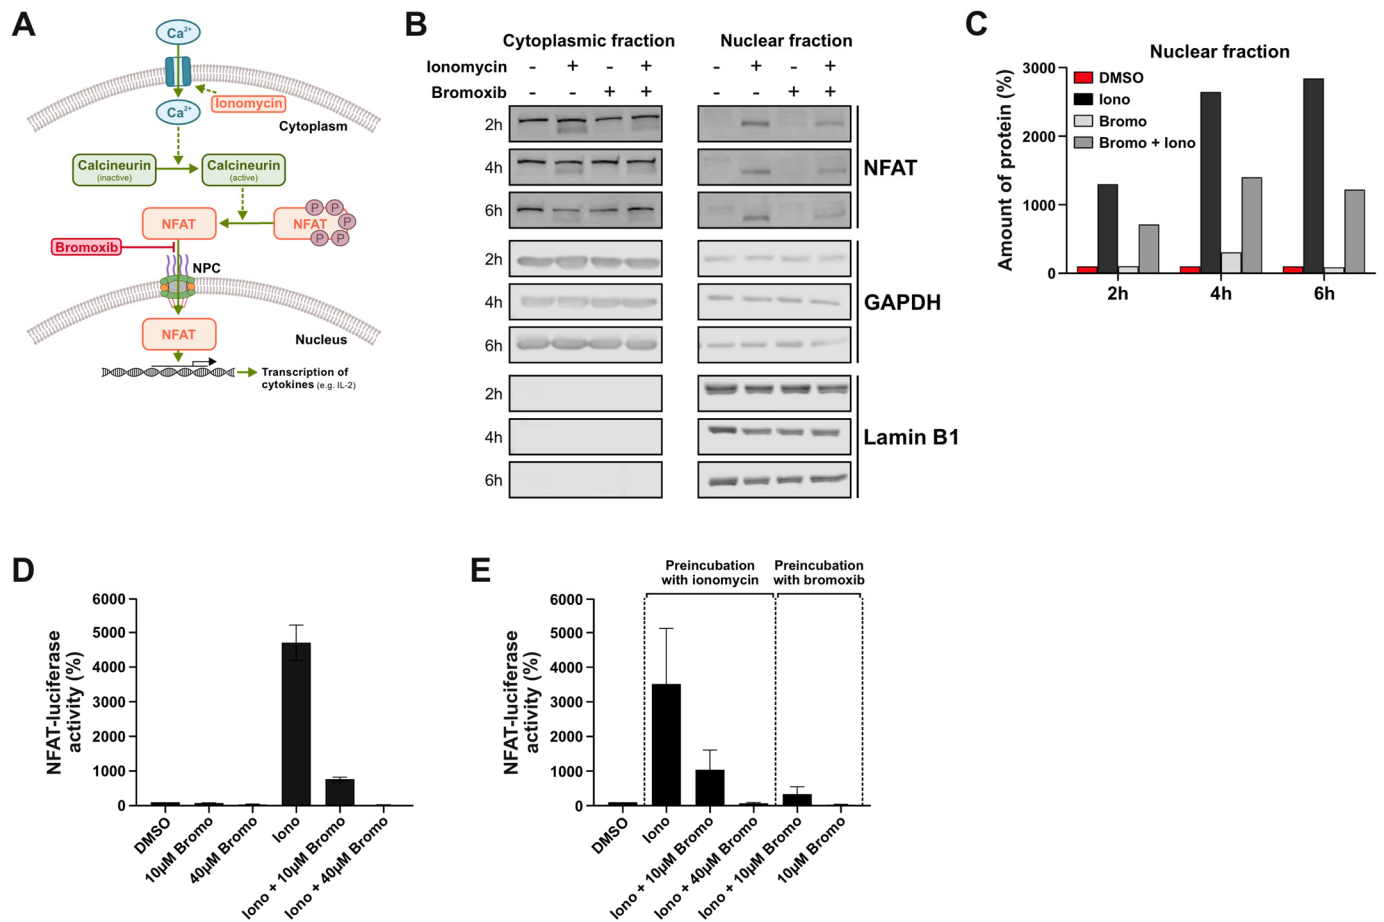 A
Ca²⁺
Ionomycin
Ca²⁺
Cytoplasm
Calcineurin
(inactive)
Calcineurin
(active)
NFAT
NFAT
P
P
P
P
P
Bromoxib
NPC
NFAT
Nucleus
Transcription of
cytokines (e.g. IL-2)
B
Cytoplasmic fraction
Nuclear fraction
Ionomycin - + - + - + - +
Bromoxib - - + + - - + +
2h
4h
6h
NFAT
2h
4h
6h
GAPDH
2h
4h
6h
Lamin B1
C
Nuclear fraction
Amount of protein (%)
3000
2000
1000
0
DMSO
Iono
Bromo
Bromo + Iono
2h
4h
6h
D
NFAT-luciferase
activity (%)
6000
5000
4000
3000
2000
1000
0
DMSO
10µM Bromo
40µM Bromo
Iono
Iono + 10µM Bromo
Iono + 40µM Bromo
E
Preincubation
with ionomycin
Preincubation
with bromoxib
NFAT-luciferase
activity (%)
6000
5000
4000
3000
2000
1000
0
DMSO
Iono
Iono + 10µM Bromo
Iono + 40µM Bromo
Iono + 10µM Bromo
10µM Bromo